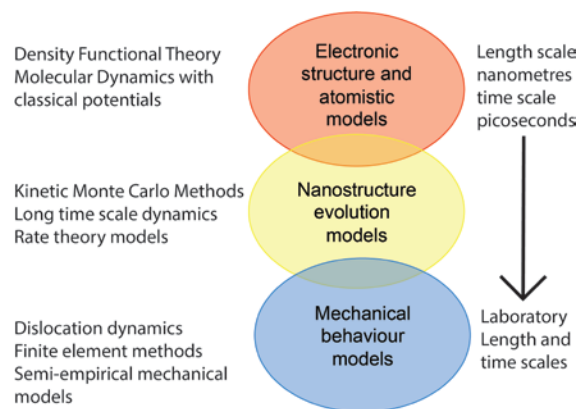 Density Functional Theory
Molecular Dynamics with
classical potentials
Electronic
structure and
atomistic
models
Length scale
nanometres
time scale
picoseconds
Kinetic Monte Carlo Methods
Long time scale dynamics
Rate theory models
Nanostructure
evolution
models
Dislocation dynamics
Finite element methods
Semi-empirical mechanical
models
Mechanical
behaviour
models
Laboratory
Length and
time scales